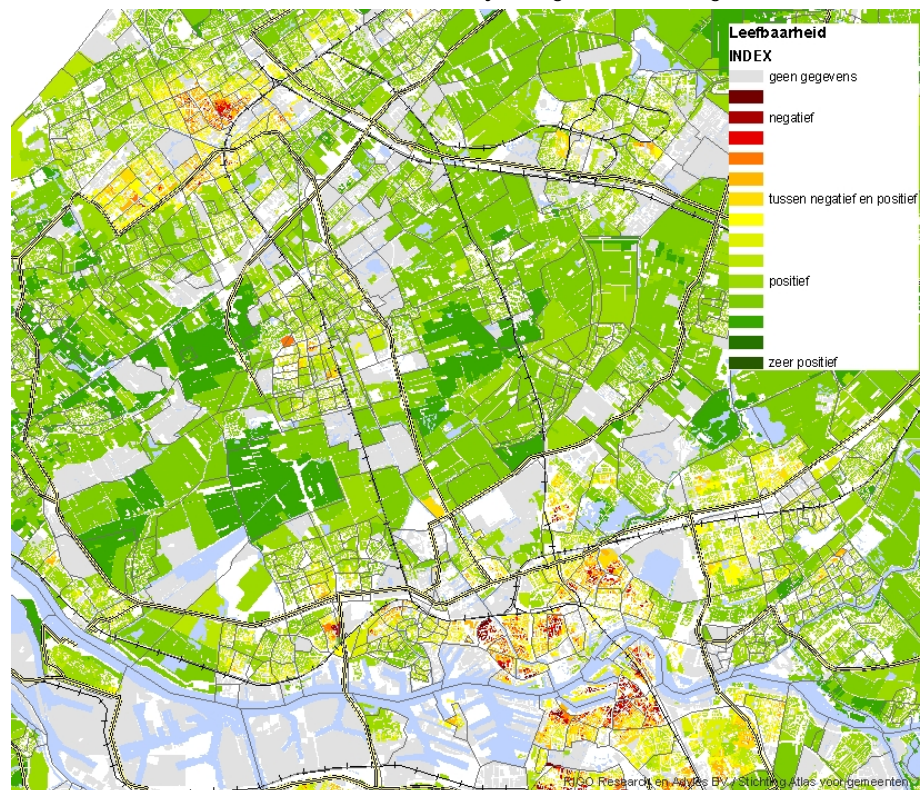 Leefbaarheid
INDEX
geen gegevens
negatief
tussen negatief en positief
positief
zeer positief
RIGO Research en Advies BV / Stichting Atlas voor gemeenten